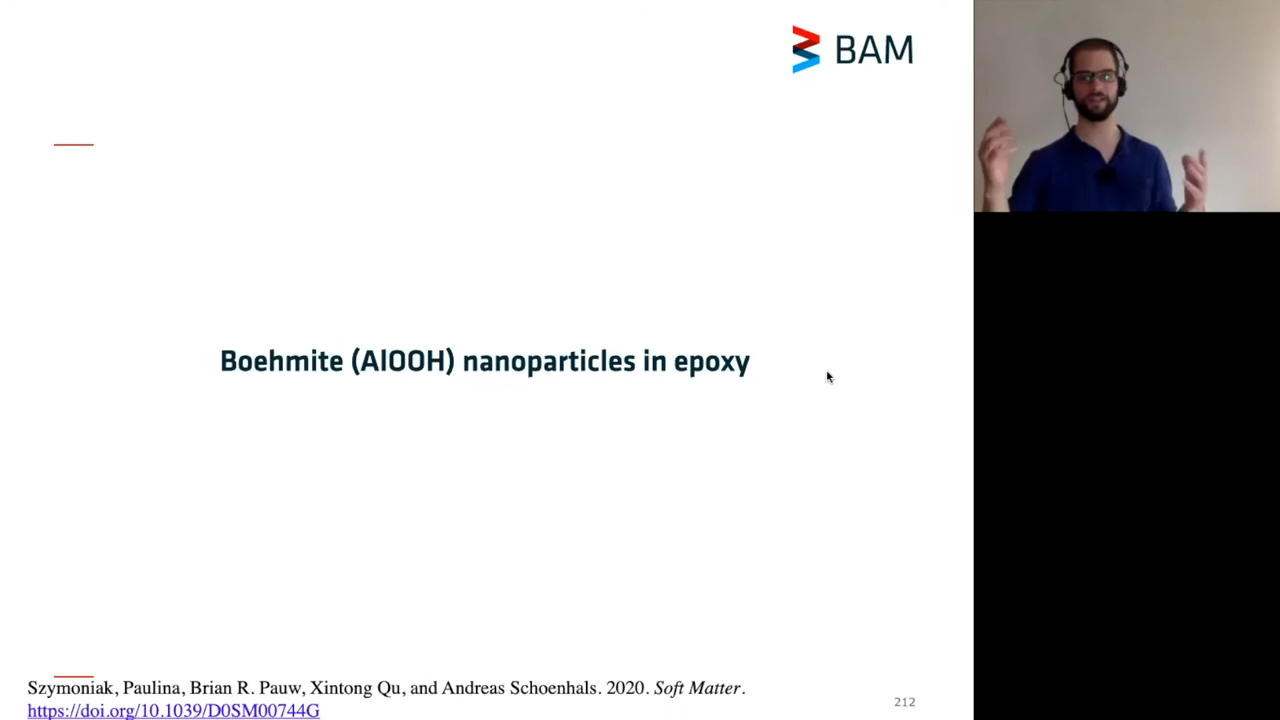 BAM
Boehmite (AlOOH) nanoparticles in epoxy
Szymoniak, Paulina, Brian R. Pauw, Xintong Qu, and Andreas Schoenhals. 2020. Soft Matter.
https://doi.org/10.1039/D0SM00744G
212